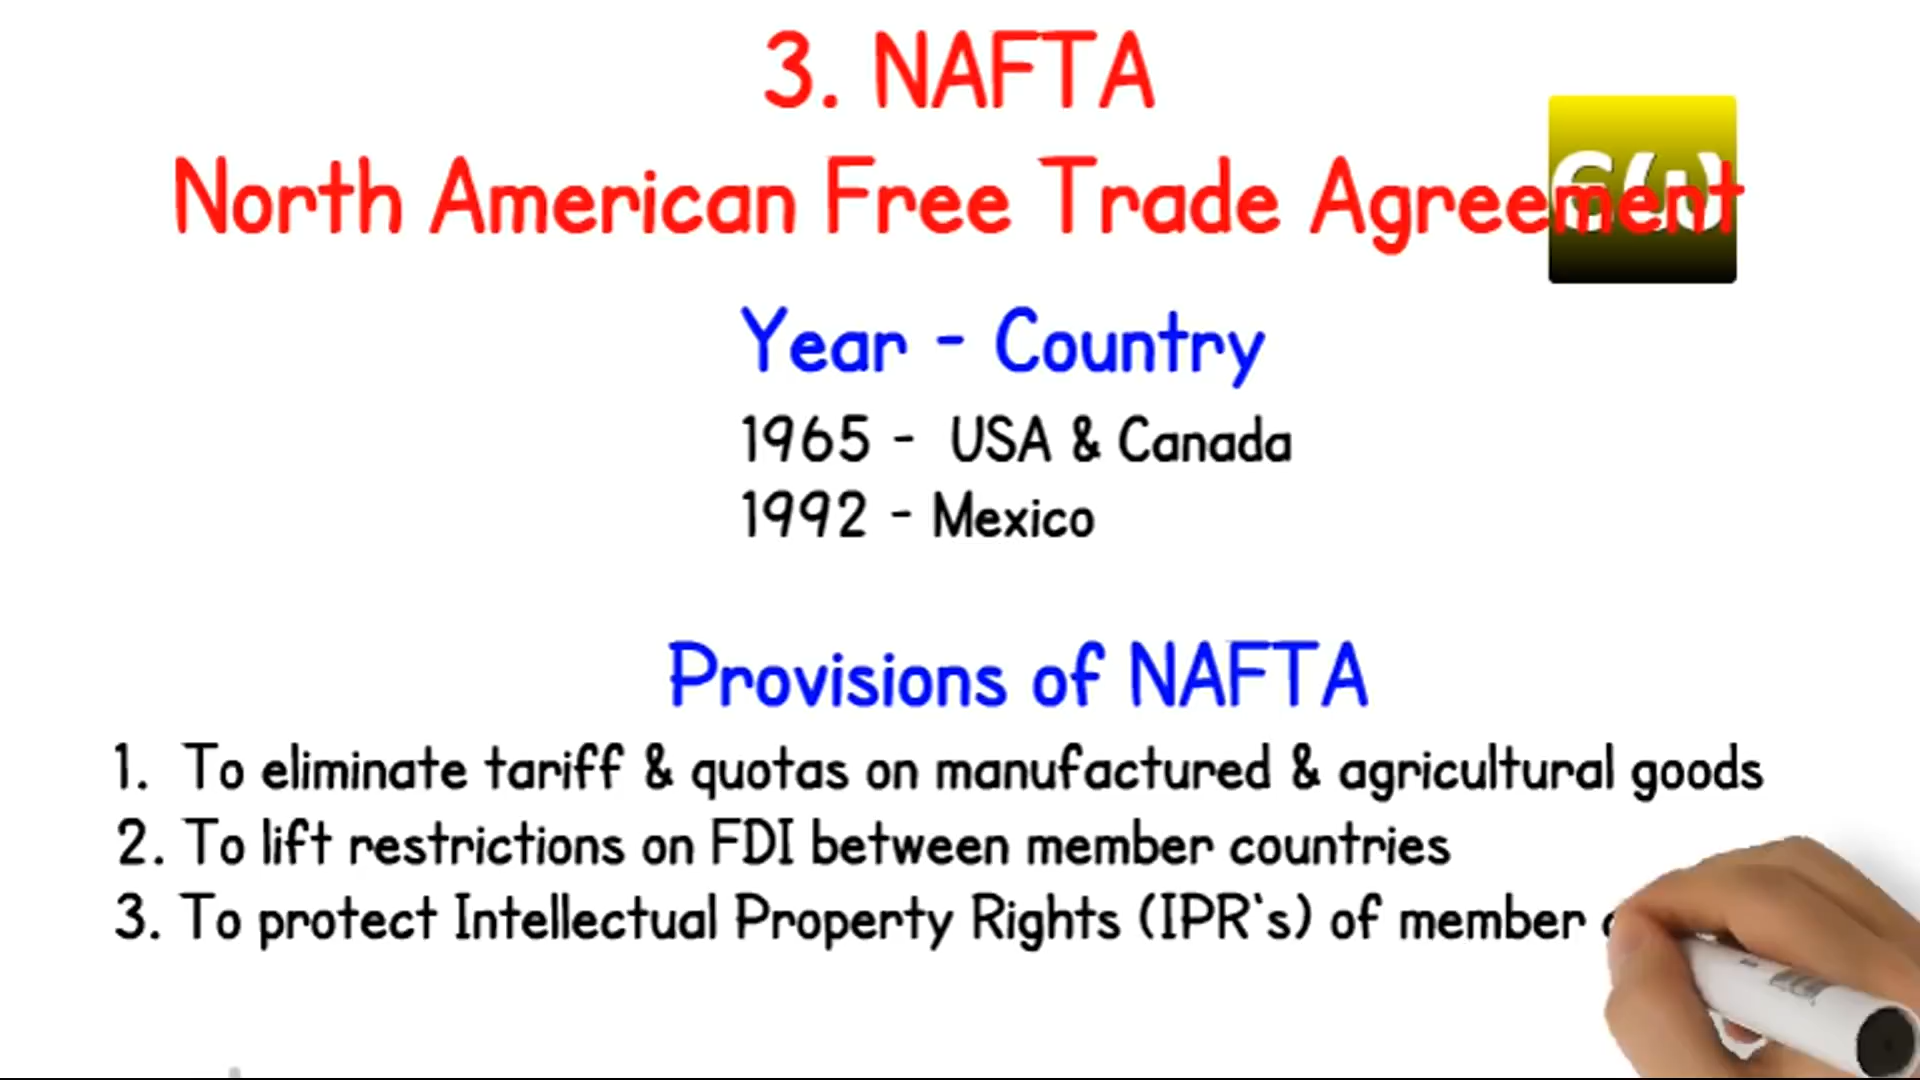 3. NAFTA
North American Free Trade Agreement
Year - Country
1965 - USA & Canada
1992 - Mexico
Provisions of NAFTA
1. To eliminate tariff & quotas on manufactured & agricultural goods
2. To lift restrictions on FDI between member countries
3. To protect Intellectual Property Rights (IPR's) of member